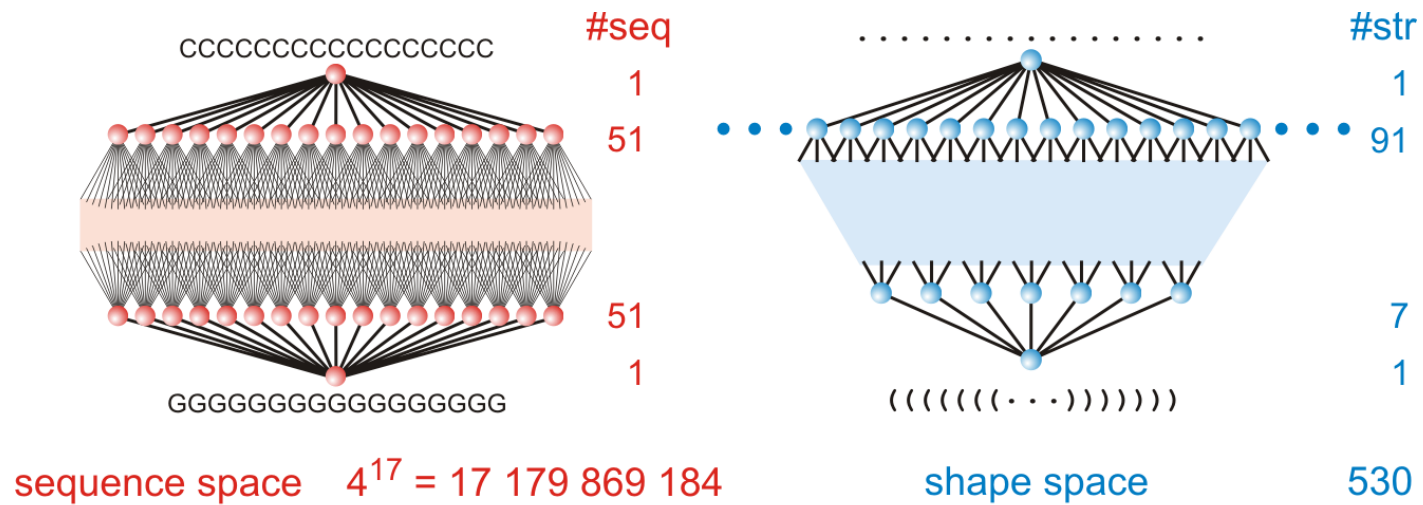 CCCCCCCCCCCCCCCCC
#seq
1
51
51
1
GGGGGGGGGGGGGGGGG
sequence space 4^17 = 17 179 869 184
. . . . . . . . . . . . . . . . .
#str
1
91
7
1
(((((((···)))))))
shape space 530